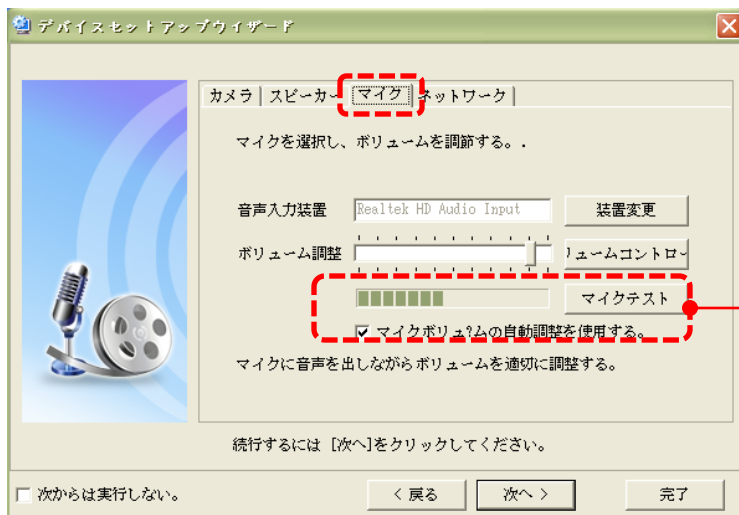 デバイスセットアップウィザード
カメラ スピーカー マイク ネットワーク
マイクを選択し、ボリュームを調節する。.
音声入力装置 Realtek HD Audio Input 装置変更
ボリューム調整 リュームコントロー
マイクテスト
マイクボリュ?ムの自動調整を使用する。
マイクに音声を出しながらボリュームを適切に調整する。
続行するには [次へ]をクリックしてください。
次からは実行しない。 < 戻る 次へ > 完了